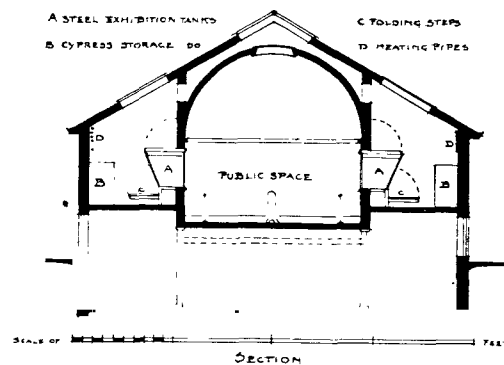 A STEEL EXHIBITION TANKS
B CYPRESS STORAGE DO
C FOLDING STEPS
D HEATING PIPES
D
D
B
A
C
PUBLIC SPACE
A
C
B
SCALE OF
FEET
SECTION